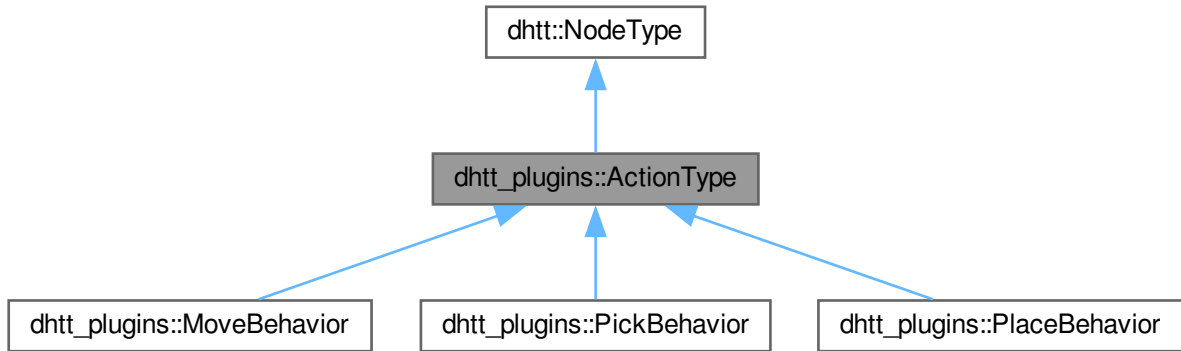 dhtt::NodeType
dhtt_plugins::ActionType
dhtt_plugins::MoveBehavior
dhtt_plugins::PickBehavior
dhtt_plugins::PlaceBehavior